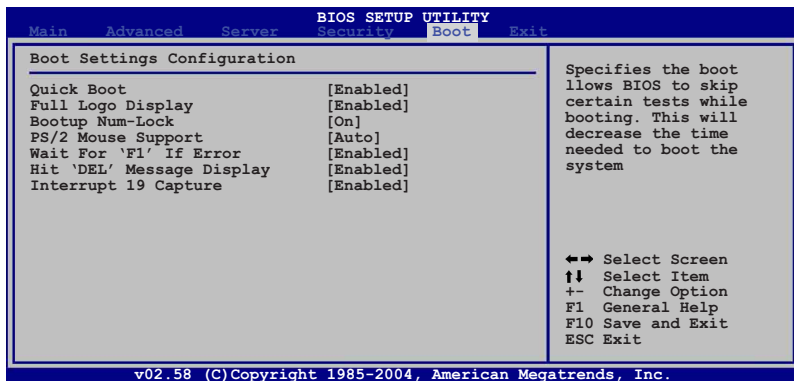 BIOS SETUP UTILITY
Main Advanced Server Security Boot Exit
Boot Settings Configuration
Quick Boot [Enabled]
Full Logo Display [Enabled]
Bootup Num-Lock [On]
PS/2 Mouse Support [Auto]
Wait For ‘F1’ If Error [Enabled]
Hit ‘DEL’ Message Display [Enabled]
Interrupt 19 Capture [Enabled]
Specifies the boot
llows BIOS to skip
certain tests while
booting. This will
decrease the time
needed to boot the
system
←→ Select Screen
↑↓ Select Item
+- Change Option
F1 General Help
F10 Save and Exit
ESC Exit
v02.58 (C)Copyright 1985-2004, American Megatrends, Inc.